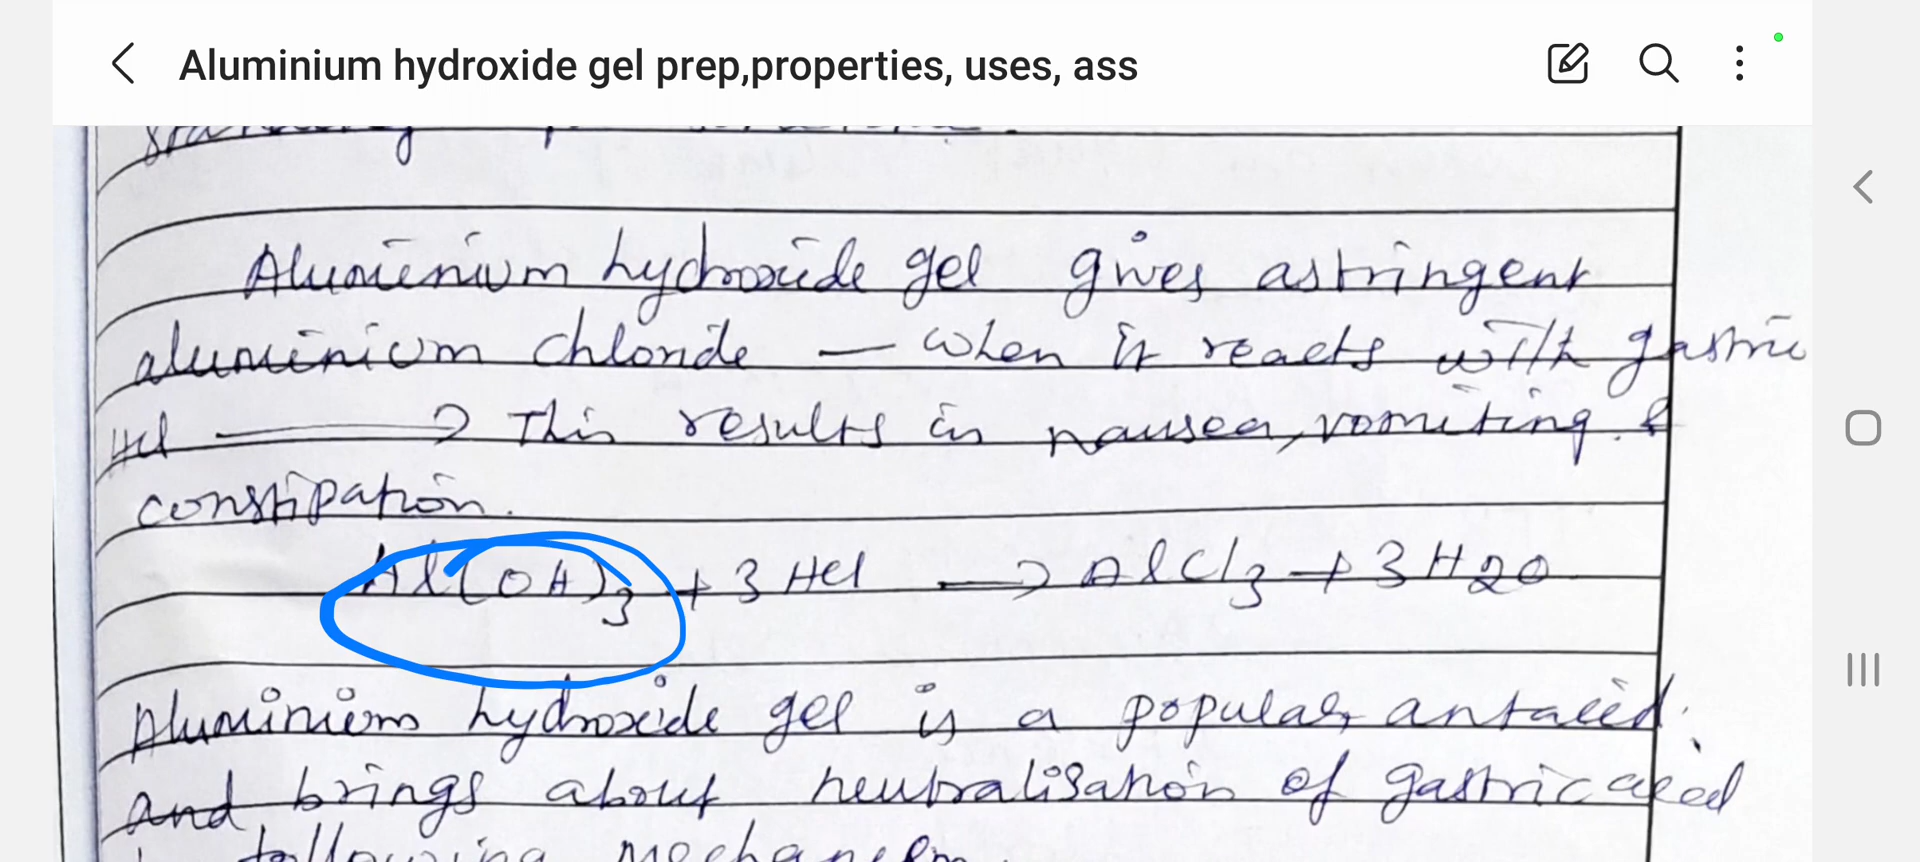 Aluminium hydroxide gel prep,properties, uses, ass
Aluminium hydroxide gel gives astringent
aluminium chloride — when it reacts with gastric
Hcl → This results in nausea, vomiting &
constipation.
Al(OH)3 + 3 Hcl → AlCl3 + 3H2O
Aluminium hydroxide gel is a popular antacid.
and brings about neutralisation of gastric acid
following mechanism.